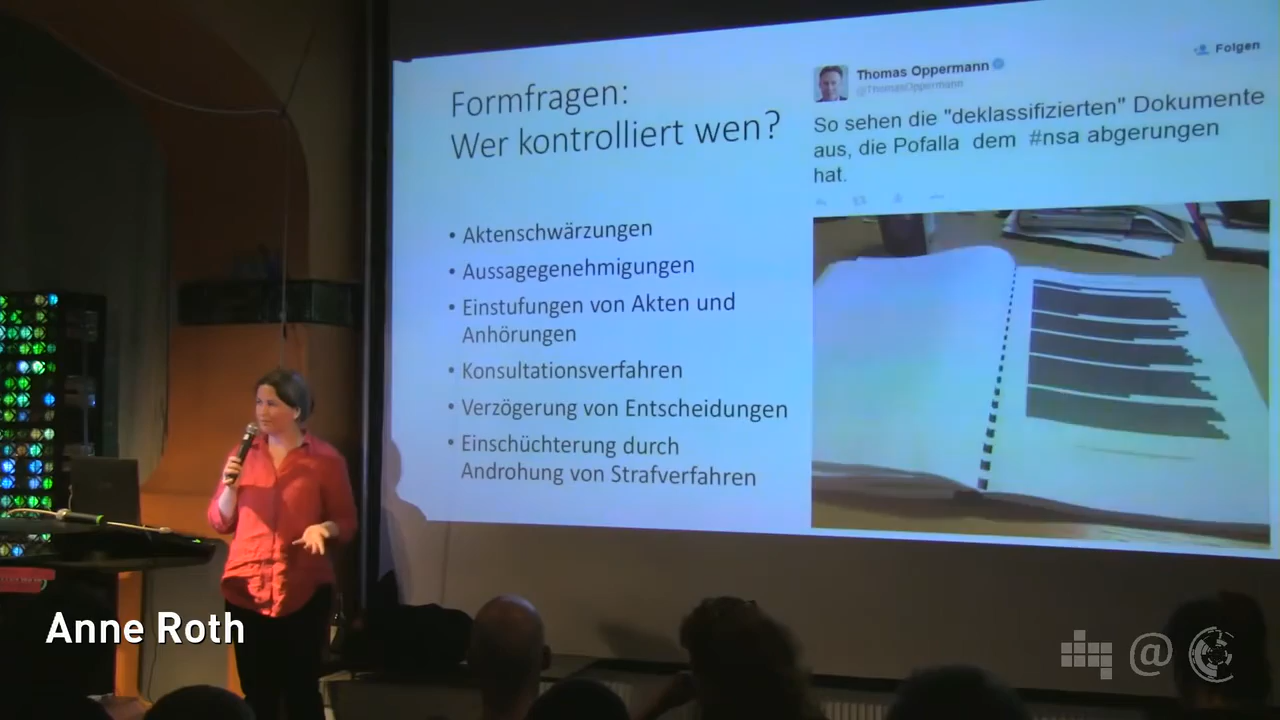 Formfragen:
Wer kontrolliert wen?
• Aktenschwärzungen
• Aussagegenehmigungen
• Einstufungen von Akten und
Anhörungen
• Konsultationsverfahren
• Verzögerung von Entscheidungen
• Einschüchterung durch
Androhung von Strafverfahren
Folgen
Thomas Oppermann
@ThomasOppermann
So sehen die "deklassifizierten" Dokumente
aus, die Pofalla dem #nsa abgerungen
hat.
Anne Roth
@